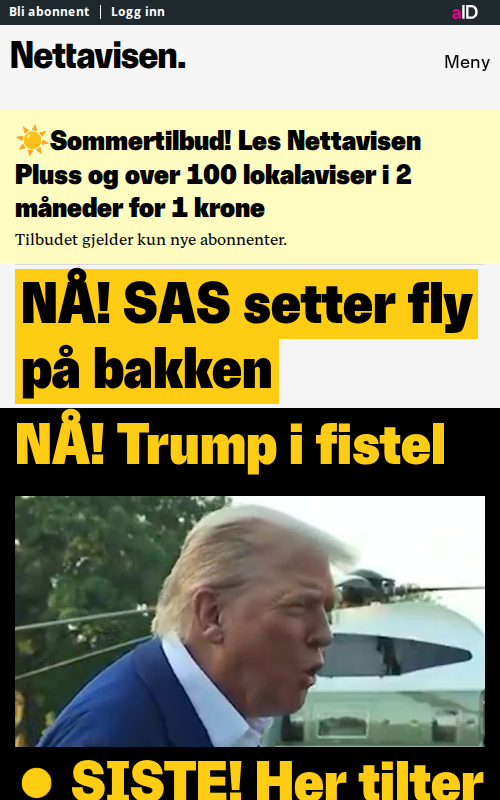 Bli abonnent | Logg inn
aID
Nettavisen.
Meny
☀️Sommertilbud! Les Nettavisen
Pluss og over 100 lokalaviser i 2
måneder for 1 krone
Tilbudet gjelder kun nye abonnenter.
NÅ! SAS setter fly
på bakken
NÅ! Trump i fistel
● SISTE! Her tilter